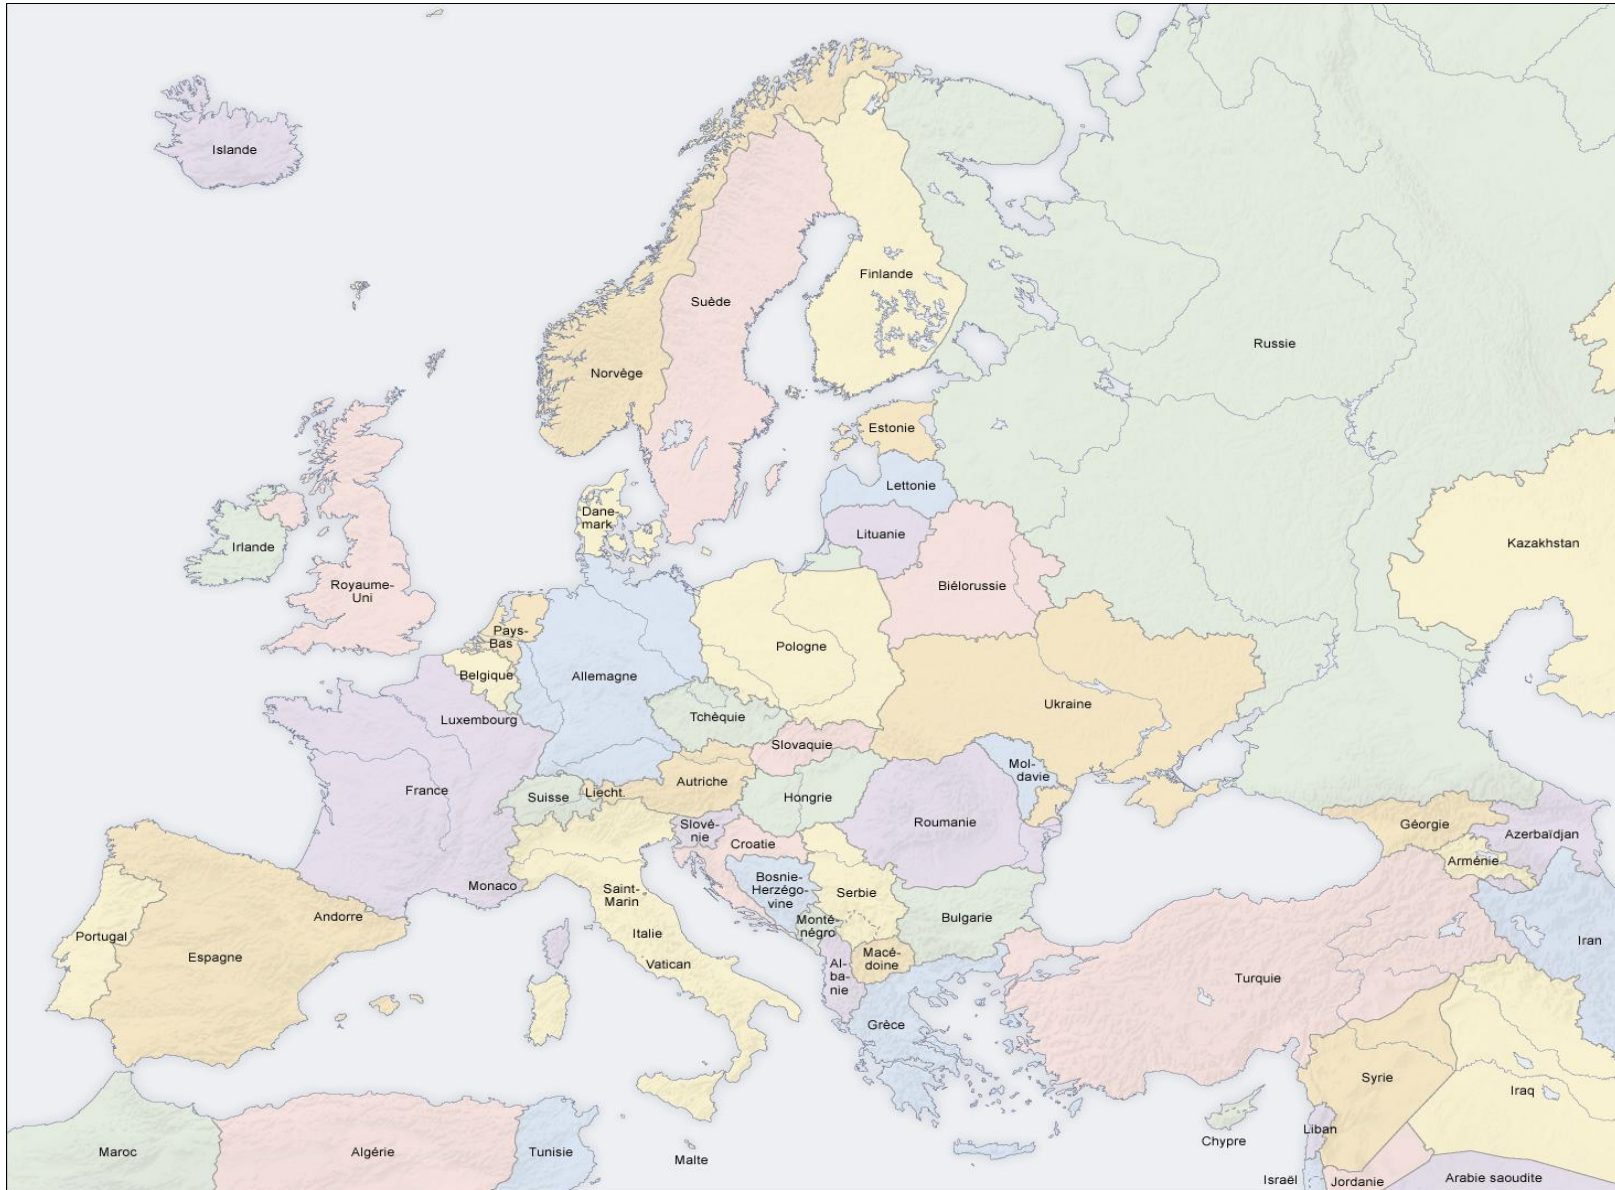 Islande
Suède
Finlande
Russie
Norvège
Estonie
Lettonie
Dane-
mark
Lituanie
Irlande
Kazakhstan
Royaume-
Uni
Biélorussie
Pays-
Bas
Pologne
Belgique
Allemagne
Ukraine
Luxembourg
Tchèquie
Slovaquie
Mol-
davie
Autriche
France
Suisse
Liecht.
Hongrie
Roumanie
Géorgie
Azerbaïdjan
Slové-
nie
Croatie
Arménie
Monaco
Saint-
Marin
Bosnie-
Herzégo-
vine
Serbie
Andorre
Monté-
négro
Bulgarie
Portugal
Italie
Iran
Espagne
Vatican
Al-
ba-
nie
Macé-
doine
Turquie
Grèce
Syrie
Iraq
Liban
Chypre
Maroc
Algérie
Tunisie
Malte
Israël
Jordanie
Arabie saoudite